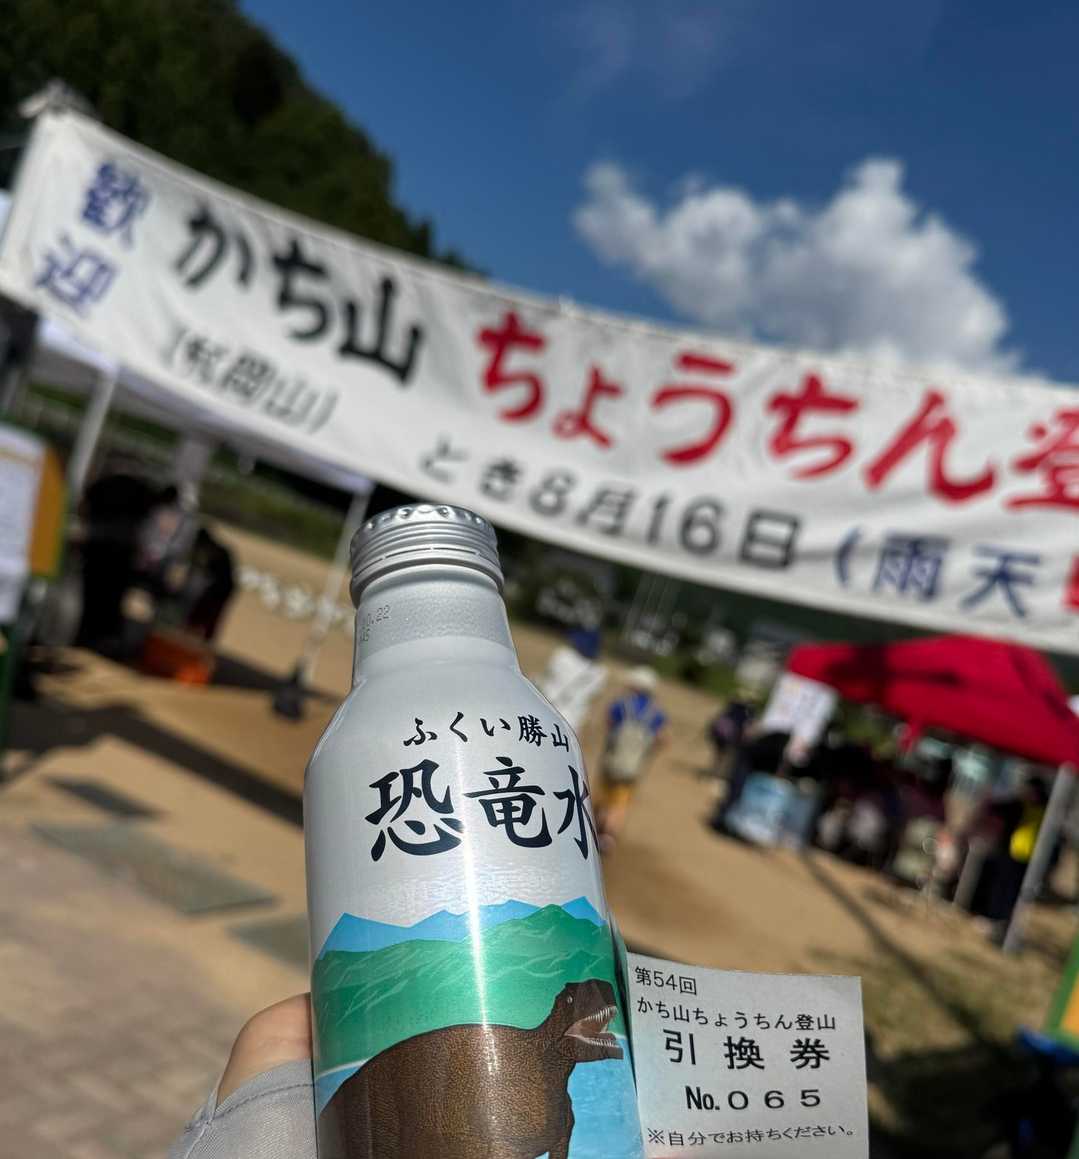 歓迎
かち山 ちょうちん登
とき8月16日(雨天
ふくい勝山
恐竜水
第54回
かち山ちょうちん登山
引換券
No.065
※自分でお持ちください。